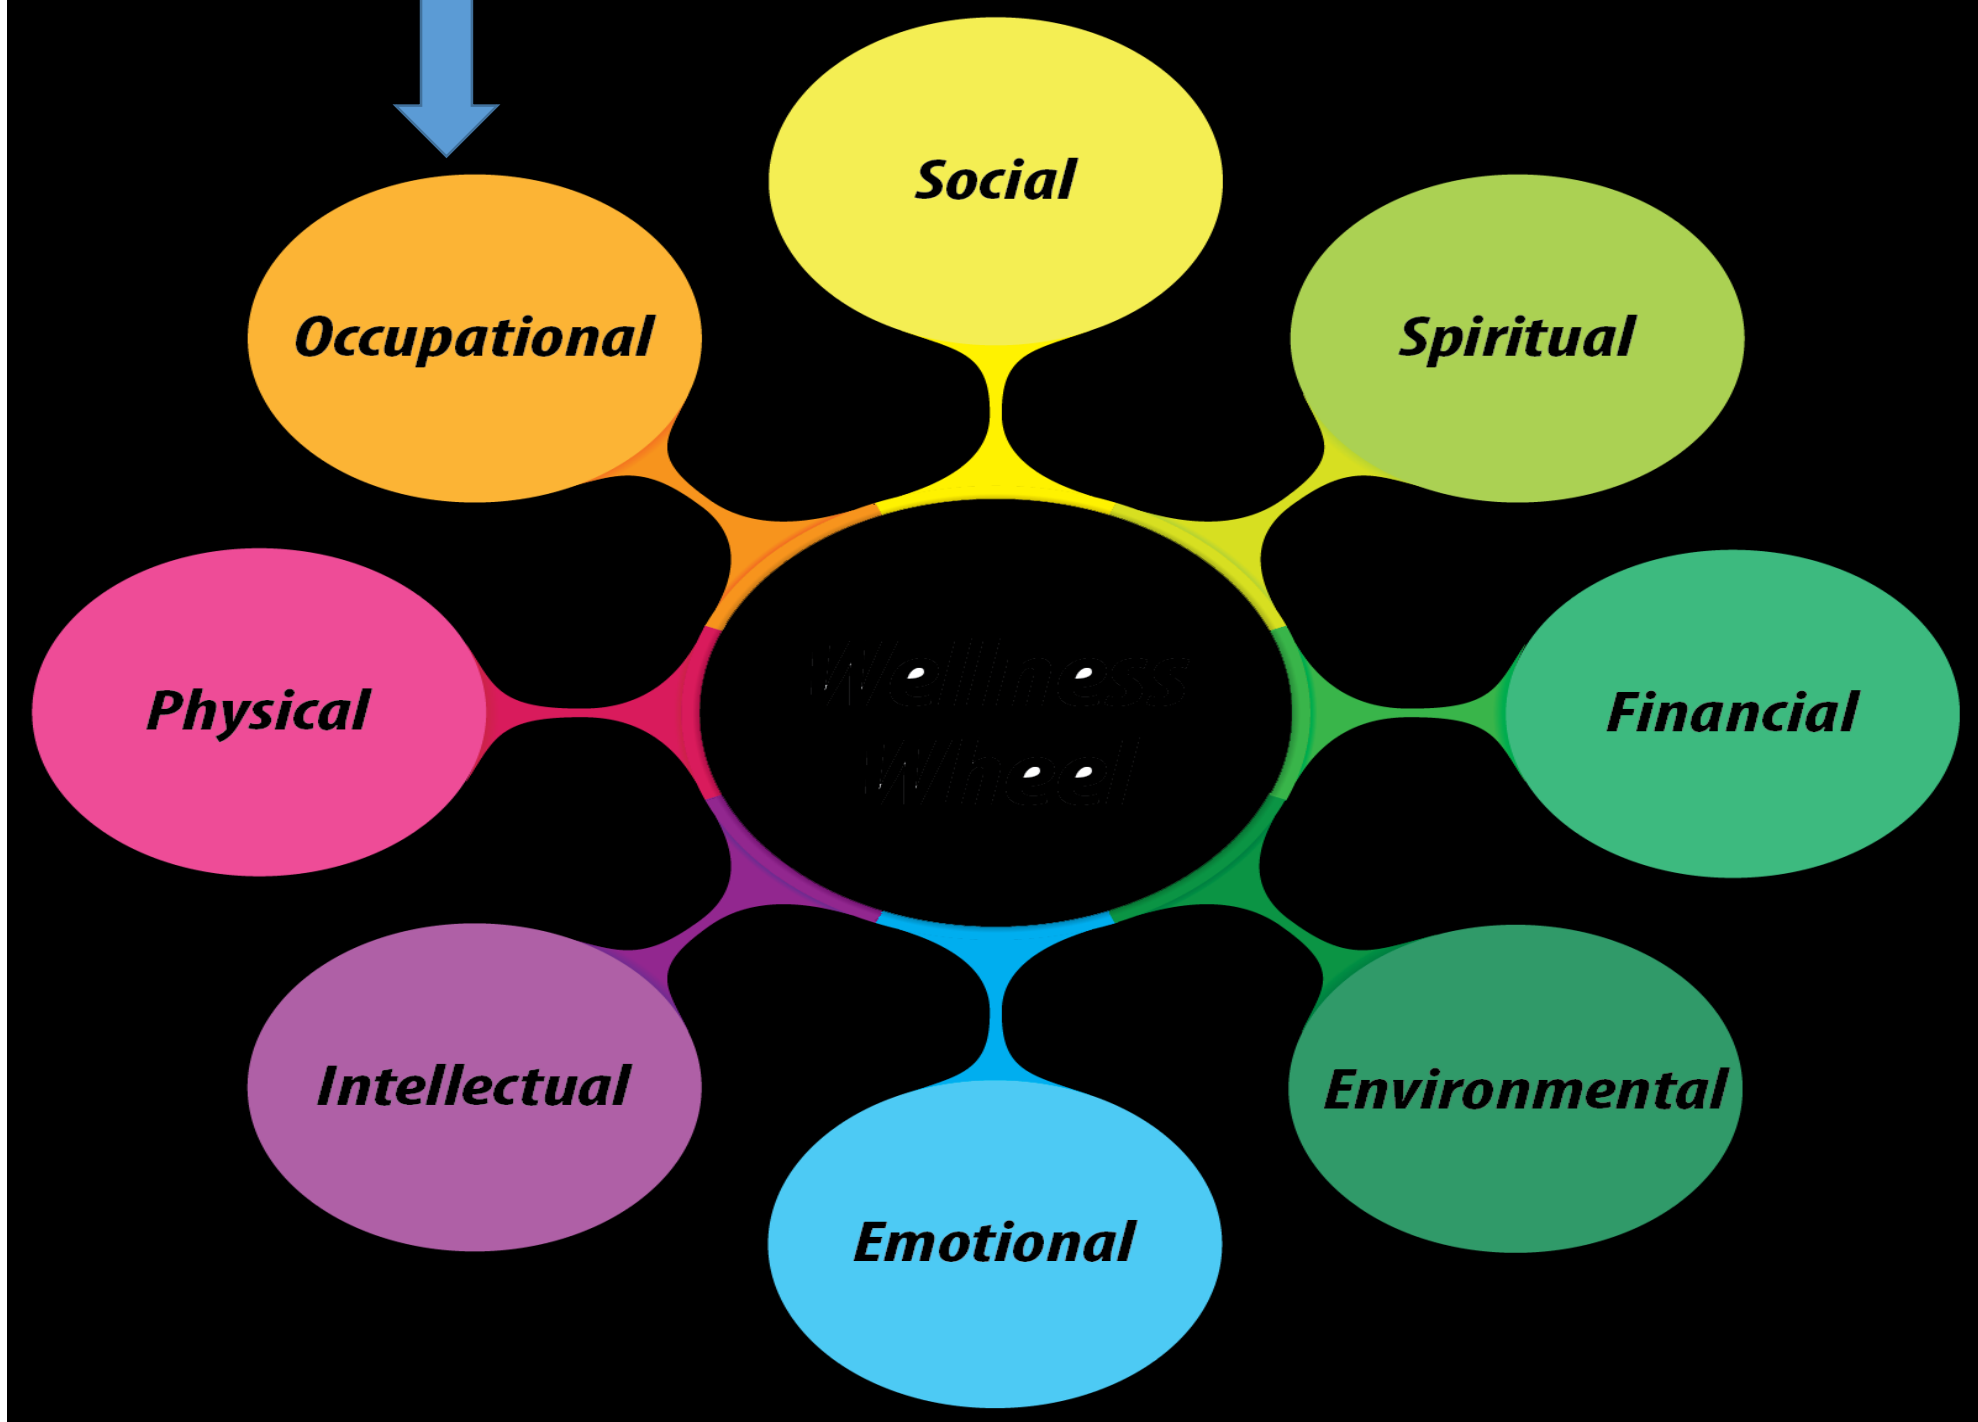 Social
Occupational
Spiritual
Wellness
Wheel
Physical
Financial
Intellectual
Environmental
Emotional